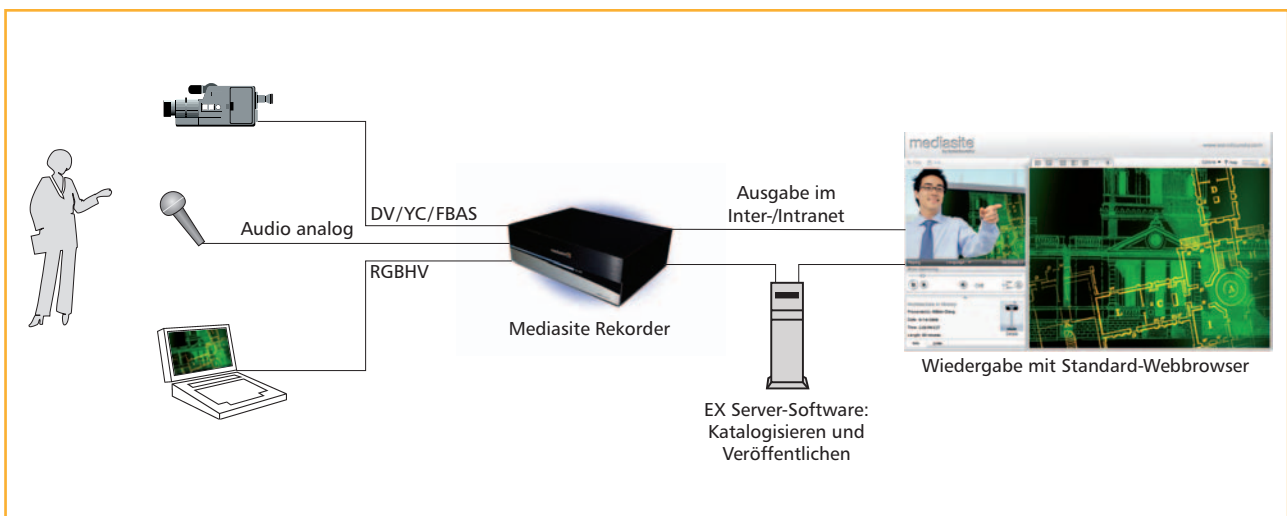 DV/YC/FBAS
Audio analog
RGBHV
Mediasite Rekorder
Ausgabe im
Inter-/Intranet
EX Server-Software:
Katalogisieren und
Veröffentlichen
mediasite
Wiedergabe mit Standard-Webbrowser